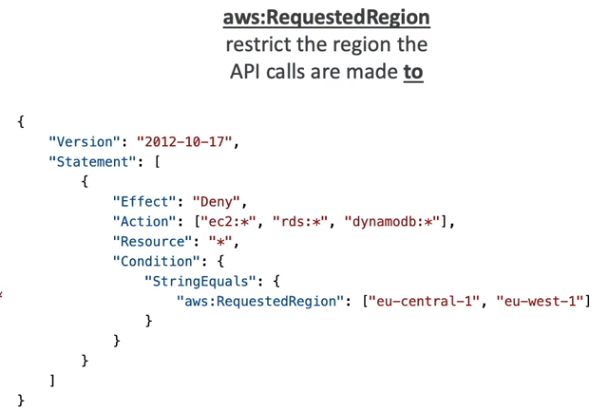 aws:RequestedRegion
restrict the region the
API calls are made to
{
    "Version": "2012-10-17",
    "Statement": [
        {
            "Effect": "Deny",
            "Action": ["ec2:*", "rds:*", "dynamodb:*"],
            "Resource": "*",
            "Condition": {
                "StringEquals": {
                    "aws:RequestedRegion": ["eu-central-1", "eu-west-1"]
                }
            }
        }
    ]
}